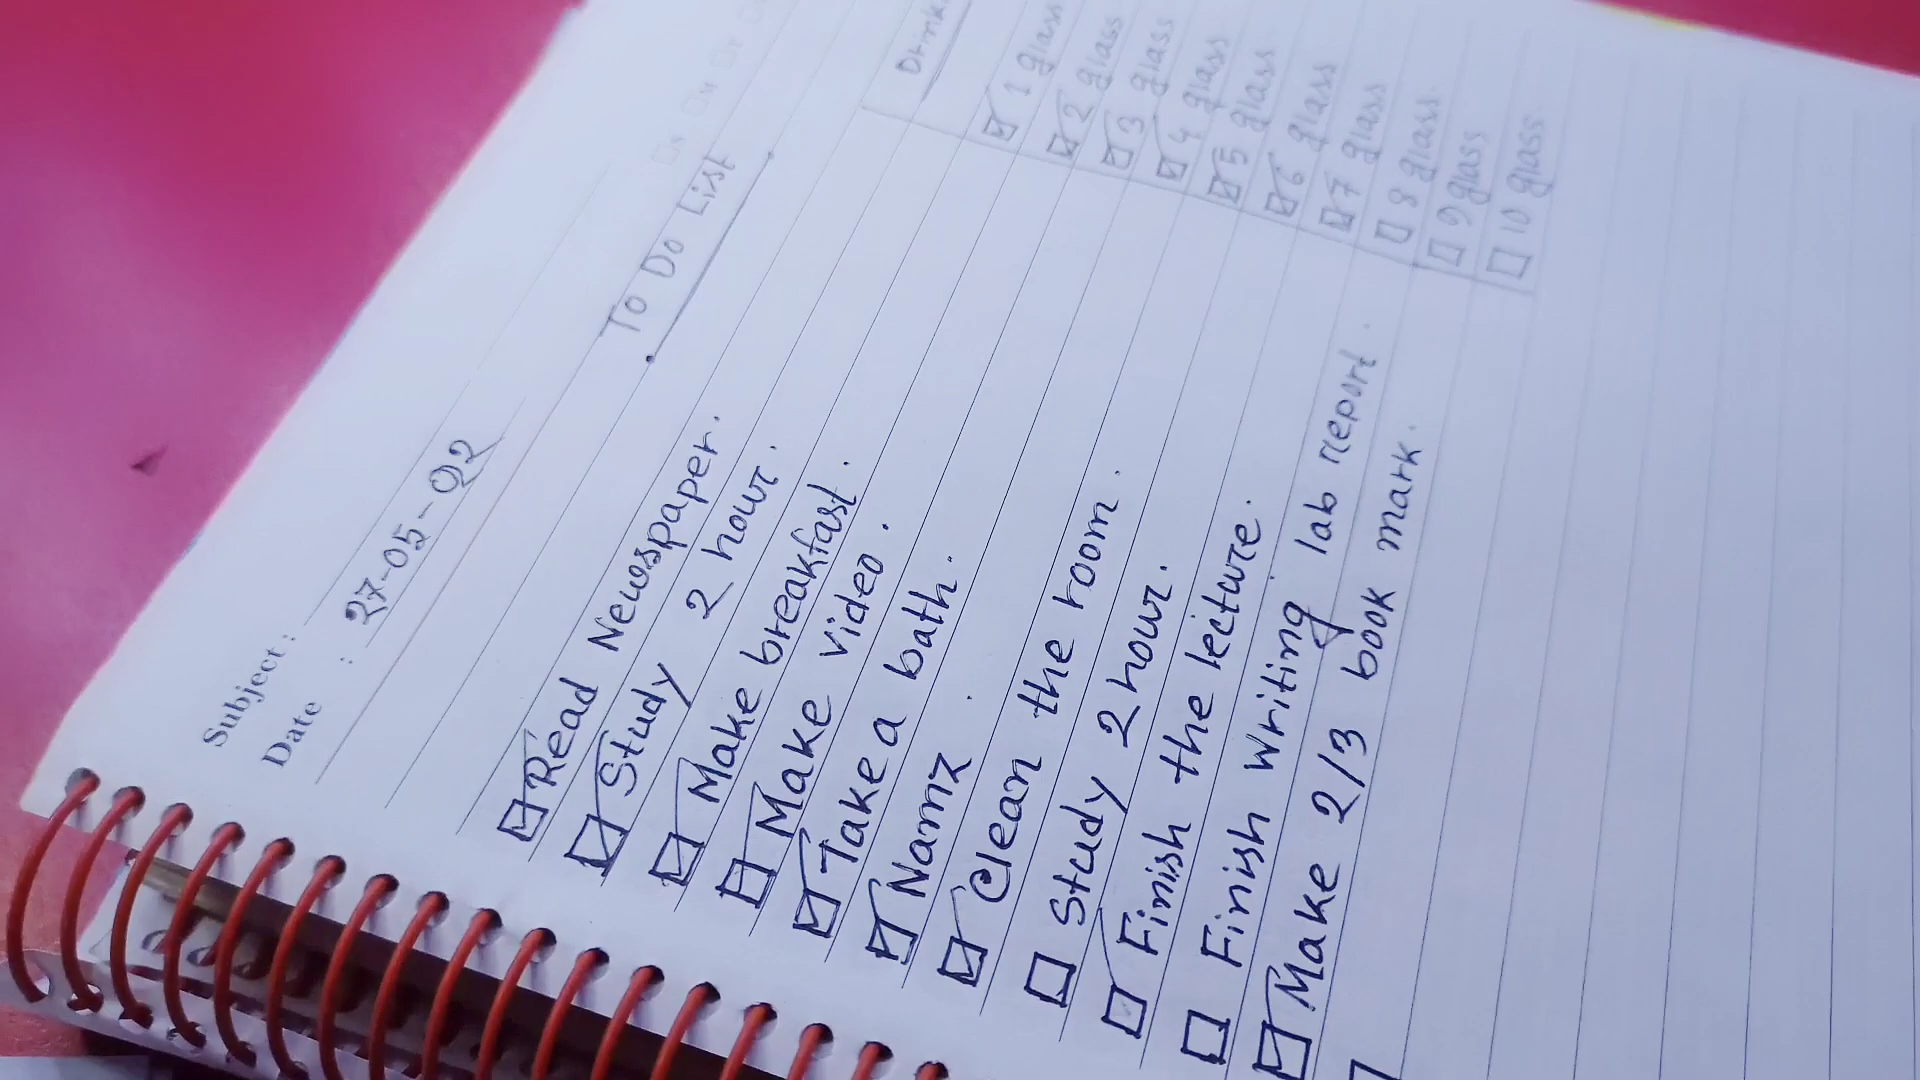 Subject :
Date : 27-05-22
To Do List
☑ Read Newspaper.
☑ Study 2 hour.
☑ Make breakfast.
☐ Make video.
☑ Take a bath.
☑ Namz.
☑ Clean the room.
☐ Study 2 hour.
☑ Finish the lecture.
☐ Finish writing lab report.
☑ Make 2/3 book mark.
Drink
☑ 1 glass
☑ 2 glass
☑ 3 glass
☑ 4 glass
☑ 5 glass
☑ 6 glass
☑ 7 glass
☐ 8 glass
☐ 9 glass
☐ 10 glass